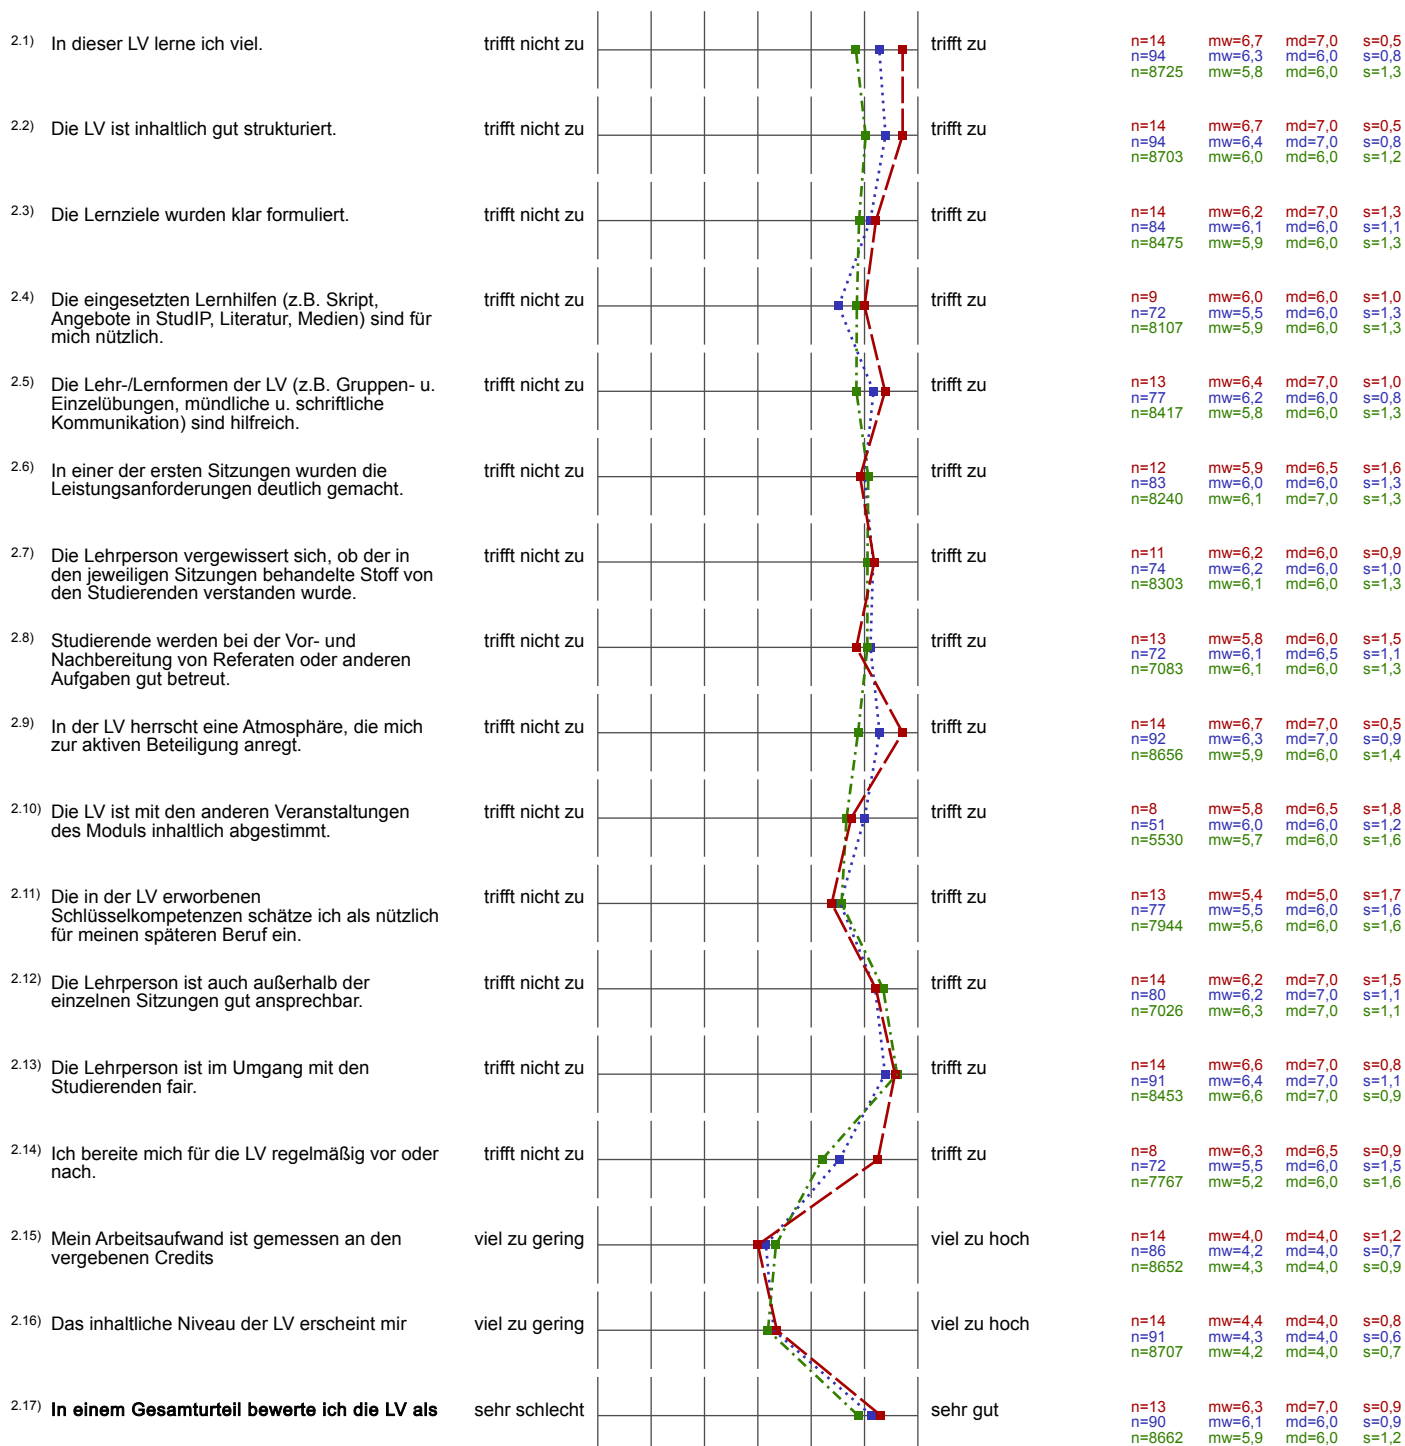 2.1) In dieser LV lerne ich viel. trifft nicht zu trifft zu
n=14 mw=6,7 md=7,0 s=0,5
n=94 mw=6,3 md=6,0 s=0,8
n=8725 mw=5,8 md=6,0 s=1,3
2.2) Die LV ist inhaltlich gut strukturiert. trifft nicht zu trifft zu
n=14 mw=6,7 md=7,0 s=0,5
n=94 mw=6,4 md=7,0 s=0,8
n=8703 mw=6,0 md=6,0 s=1,2
2.3) Die Lernziele wurden klar formuliert. trifft nicht zu trifft zu
n=14 mw=6,2 md=7,0 s=1,3
n=84 mw=6,1 md=6,0 s=1,1
n=8475 mw=5,9 md=6,0 s=1,3
2.4) Die eingesetzten Lernhilfen (z.B. Skript, trifft nicht zu trifft zu
Angebote in StudIP, Literatur, Medien) sind für
mich nützlich.
n=9 mw=6,0 md=6,0 s=1,0
n=72 mw=5,5 md=6,0 s=1,3
n=8107 mw=5,9 md=6,0 s=1,3
2.5) Die Lehr-/Lernformen der LV (z.B. Gruppen- u. trifft nicht zu trifft zu
Einzelübungen, mündliche u. schriftliche
Kommunikation) sind hilfreich.
n=13 mw=6,4 md=7,0 s=1,0
n=77 mw=6,2 md=6,0 s=0,8
n=8417 mw=5,8 md=6,0 s=1,3
2.6) In einer der ersten Sitzungen wurden die trifft nicht zu trifft zu
Leistungsanforderungen deutlich gemacht.
n=12 mw=5,9 md=6,5 s=1,6
n=83 mw=6,0 md=6,0 s=1,3
n=8240 mw=6,1 md=7,0 s=1,3
2.7) Die Lehrperson vergewissert sich, ob der in trifft nicht zu trifft zu
den jeweiligen Sitzungen behandelte Stoff von
den Studierenden verstanden wurde.
n=11 mw=6,2 md=6,0 s=0,9
n=74 mw=6,2 md=6,0 s=1,0
n=8303 mw=6,1 md=6,0 s=1,3
2.8) Studierende werden bei der Vor- und trifft nicht zu trifft zu
Nachbereitung von Referaten oder anderen
Aufgaben gut betreut.
n=13 mw=5,8 md=6,0 s=1,5
n=72 mw=6,1 md=6,5 s=1,1
n=7083 mw=6,1 md=6,0 s=1,3
2.9) In der LV herrscht eine Atmosphäre, die mich trifft nicht zu trifft zu
zur aktiven Beteiligung anregt.
n=14 mw=6,7 md=7,0 s=0,5
n=92 mw=6,3 md=7,0 s=0,9
n=8656 mw=5,9 md=6,0 s=1,4
2.10) Die LV ist mit den anderen Veranstaltungen trifft nicht zu trifft zu
des Moduls inhaltlich abgestimmt.
n=8 mw=5,8 md=6,5 s=1,8
n=51 mw=6,0 md=6,0 s=1,2
n=5530 mw=5,7 md=6,0 s=1,6
2.11) Die in der LV erworbenen trifft nicht zu trifft zu
Schlüsselkompetenzen schätze ich als nützlich
für meinen späteren Beruf ein.
n=13 mw=5,4 md=5,0 s=1,7
n=77 mw=5,5 md=6,0 s=1,6
n=7944 mw=5,6 md=6,0 s=1,6
2.12) Die Lehrperson ist auch außerhalb der trifft nicht zu trifft zu
einzelnen Sitzungen gut ansprechbar.
n=14 mw=6,2 md=7,0 s=1,5
n=80 mw=6,2 md=7,0 s=1,1
n=7026 mw=6,3 md=7,0 s=1,1
2.13) Die Lehrperson ist im Umgang mit den trifft nicht zu trifft zu
Studierenden fair.
n=14 mw=6,6 md=7,0 s=0,8
n=91 mw=6,4 md=7,0 s=1,1
n=8453 mw=6,6 md=7,0 s=0,9
2.14) Ich bereite mich für die LV regelmäßig vor oder trifft nicht zu trifft zu
nach.
n=8 mw=6,3 md=6,5 s=0,9
n=72 mw=5,5 md=6,0 s=1,5
n=7767 mw=5,2 md=6,0 s=1,6
2.15) Mein Arbeitsaufwand ist gemessen an den viel zu gering viel zu hoch
vergebenen Credits
n=14 mw=4,0 md=4,0 s=1,2
n=86 mw=4,2 md=4,0 s=0,7
n=8652 mw=4,3 md=4,0 s=0,9
2.16) Das inhaltliche Niveau der LV erscheint mir viel zu gering viel zu hoch
n=14 mw=4,4 md=4,0 s=0,8
n=91 mw=4,3 md=4,0 s=0,6
n=8707 mw=4,2 md=4,0 s=0,7
2.17) In einem Gesamturteil bewerte ich die LV als sehr schlecht sehr gut
n=13 mw=6,3 md=7,0 s=0,9
n=90 mw=6,1 md=6,0 s=0,9
n=8662 mw=5,9 md=6,0 s=1,2